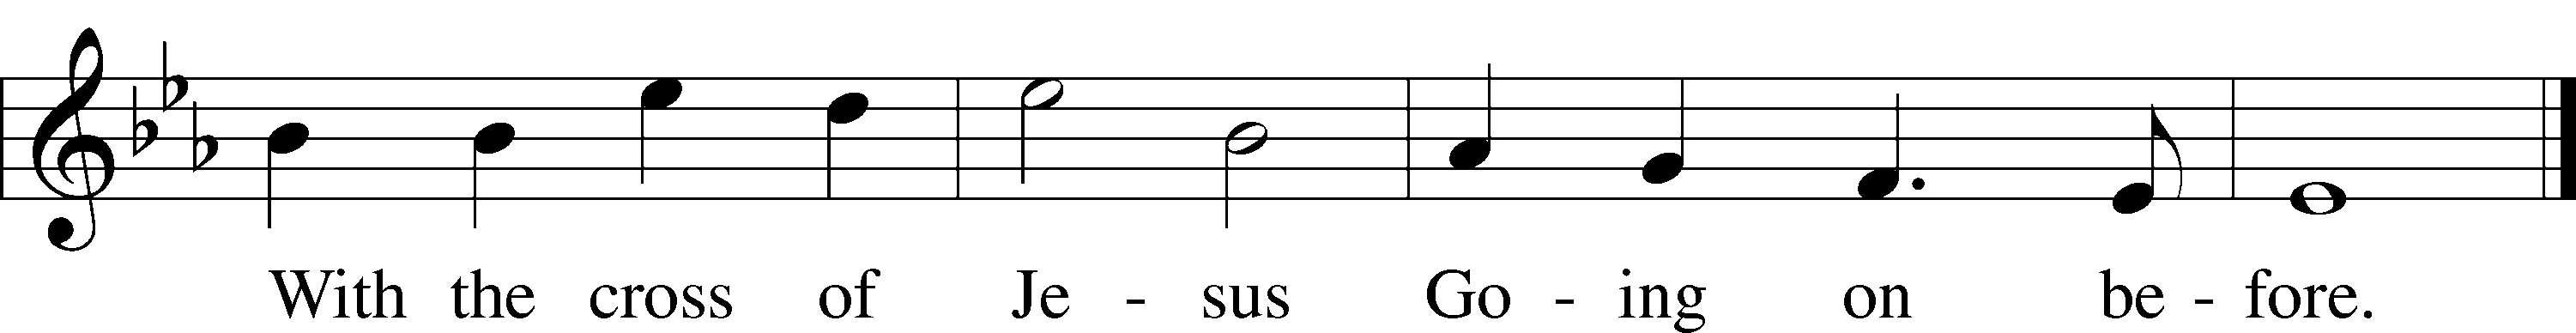 With the cross of Je - sus Go - ing on be - fore.